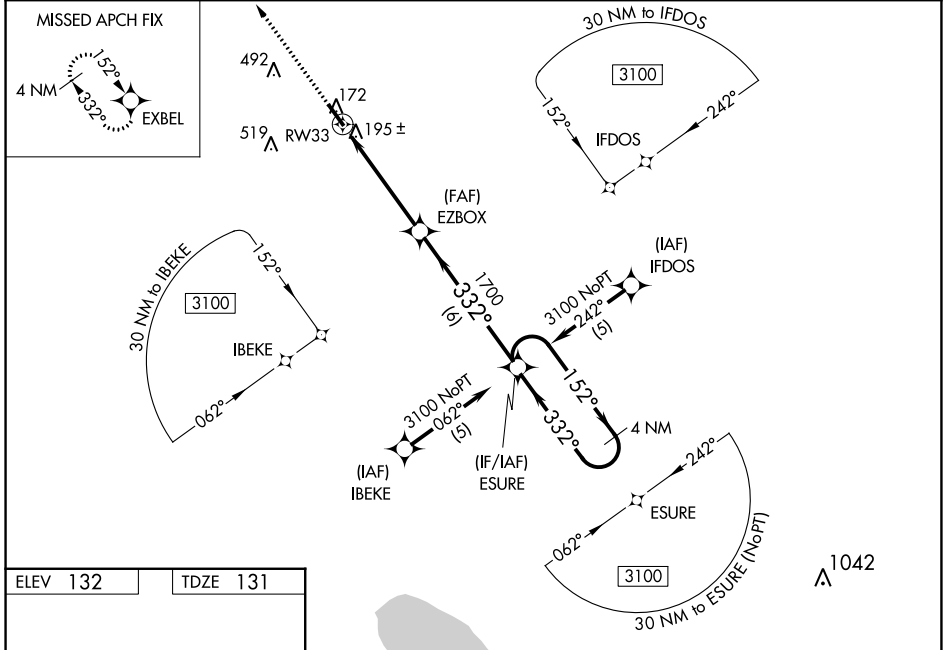 MISSED APCH FIX
152°
4 NM
332°
EXBEL
492
172
519
RW33
195 ±
30 NM to IFDOS
3100
152°
242°
IFDOS
(FAF)
EZBOX
(IAF)
IFDOS
30 NM to IBEKE
152°
3100
IBEKE
062°
1700
332°
(6)
3100 NoPT
242°
(5)
3100 NoPT
062°
(5)
152°
332°
4 NM
(IAF)
IBEKE
(IF/IAF)
ESURE
242°
ESURE
062°
3100
30 NM to ESURE (NoPT)
1042
ELEV 132
TDZE 131